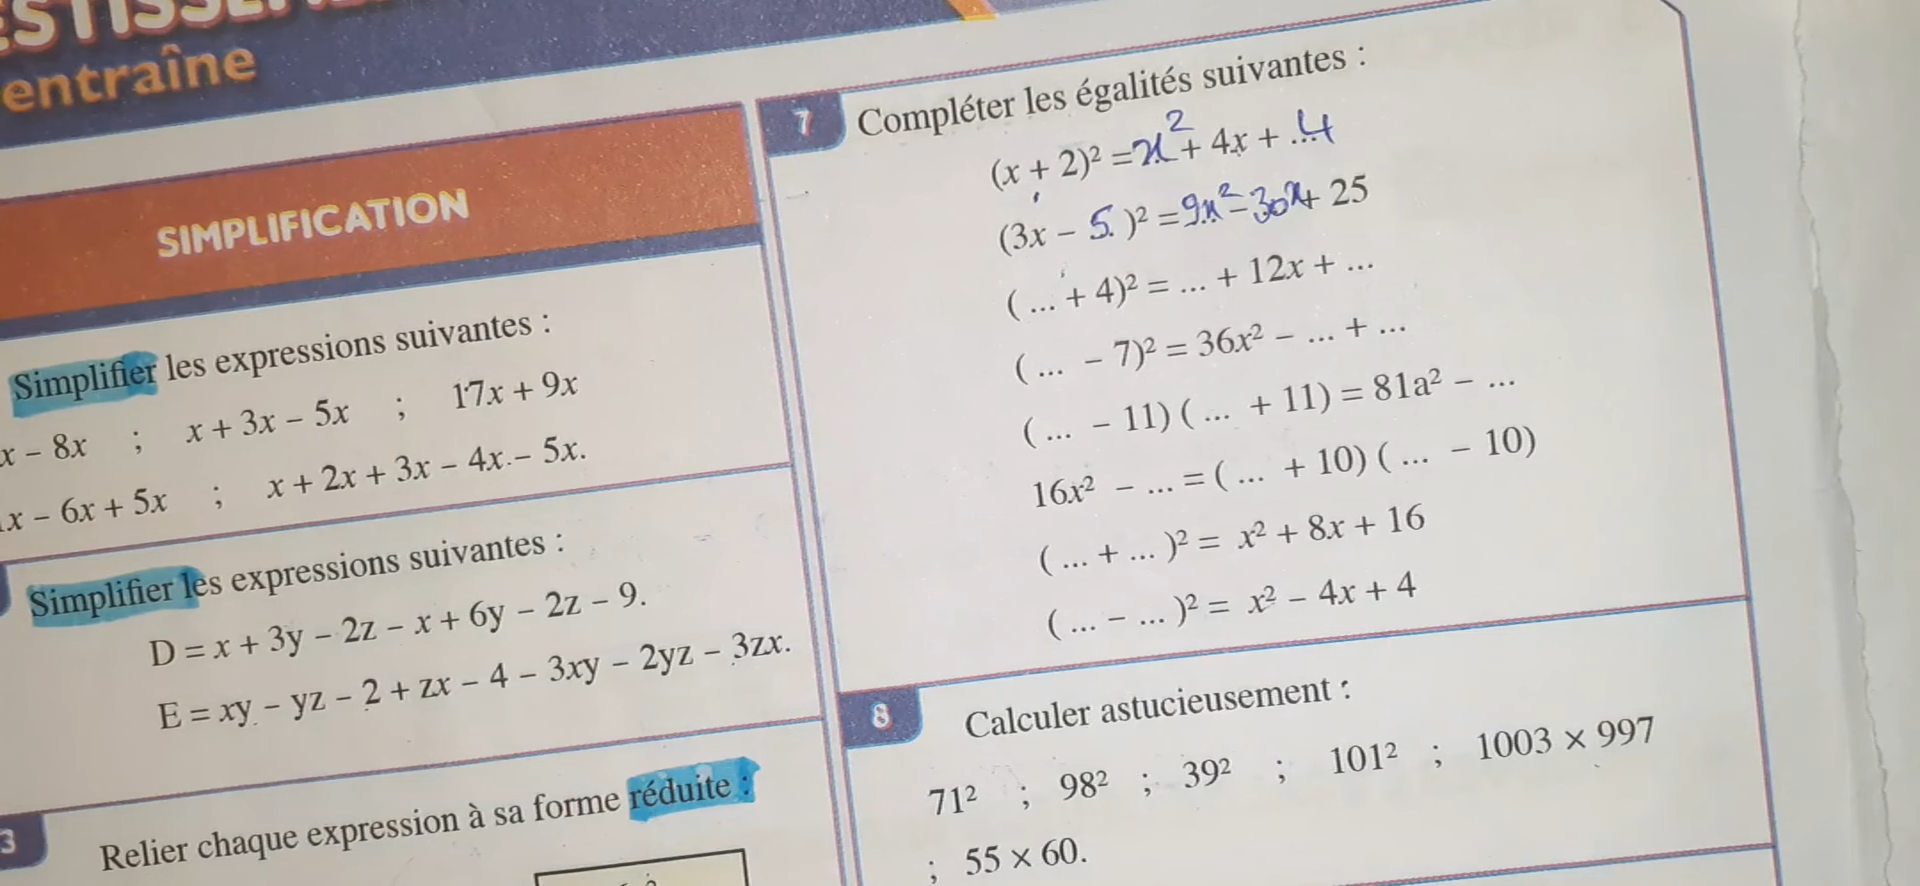 entraîne
SIMPLIFICATION
Simplifier les expressions suivantes :
x – 8x ; x + 3x – 5x ; 17x + 9x
x – 6x + 5x ; x + 2x + 3x – 4x – 5x.
Simplifier les expressions suivantes :
D = x + 3y – 2z – x + 6y – 2z – 9.
E = xy – yz – 2 + zx – 4 – 3xy – 2yz – 3zx.
3 Relier chaque expression à sa forme réduite :
7 Compléter les égalités suivantes :
(x + 2)² = x² + 4x + ...4
(3x – 5.)² = 9x² – 30x + 25
( ... + 4)² = ... + 12x + ...
( ... – 7)² = 36x² – ... + ...
( ... – 11) ( ... + 11) = 81a² – ...
16x² – ... = ( ... + 10) ( ... – 10)
( ... + ... )² = x² + 8x + 16
( ... – ... )² = x² – 4x + 4
8 Calculer astucieusement :
71² ; 98² ; 39² ; 101² ; 1003 × 997
; 55 × 60.